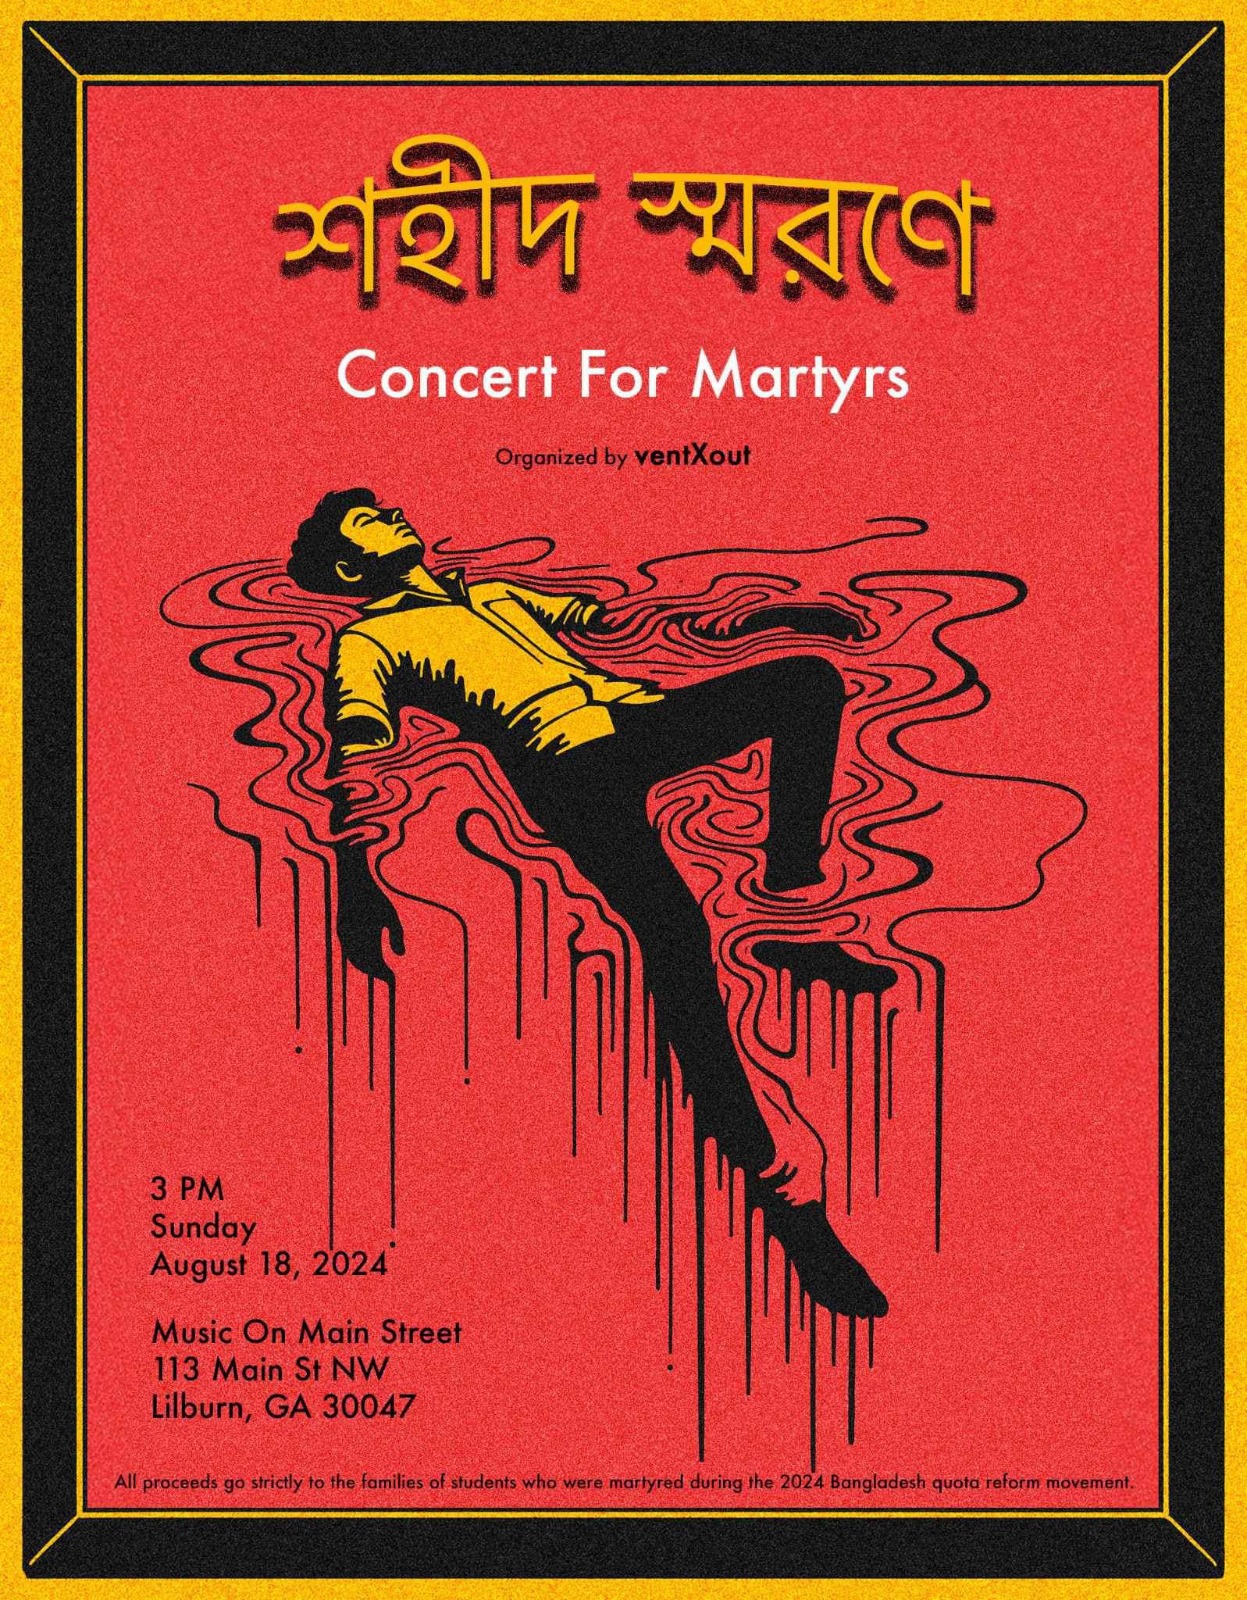 শহীদ স্মরণে
Concert For Martyrs
Organized by ventXout
3 PM
Sunday
August 18, 2024
Music On Main Street
113 Main St NW
Lilburn, GA 30047
All proceeds go strictly to the families of students who were martyred during the 2024 Bangladesh quota reform movement.